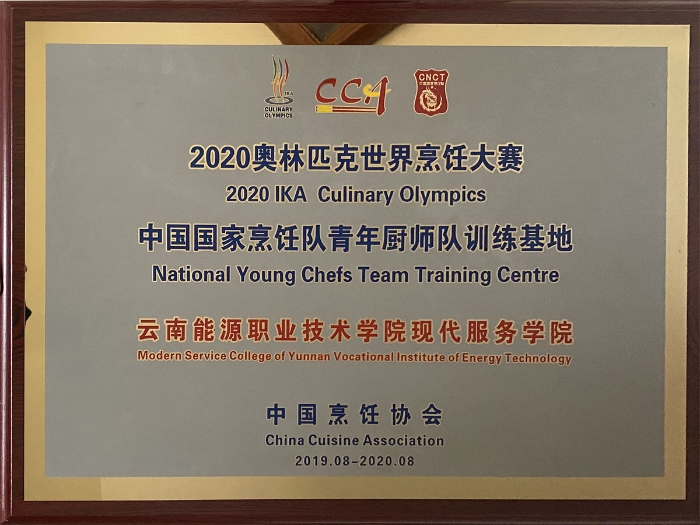 IKA
CULINARY
OLYMPICS
CCA
CNCT
2020奥林匹克世界烹饪大赛
2020 IKA Culinary Olympics
中国国家烹饪队青年厨师队训练基地
National Young Chefs Team Training Centre
云南能源职业技术学院现代服务学院
Modern Service College of Yunnan Vocational Institute of Energy Technology
中国烹饪协会
China Cuisine Association
2019.08-2020.08